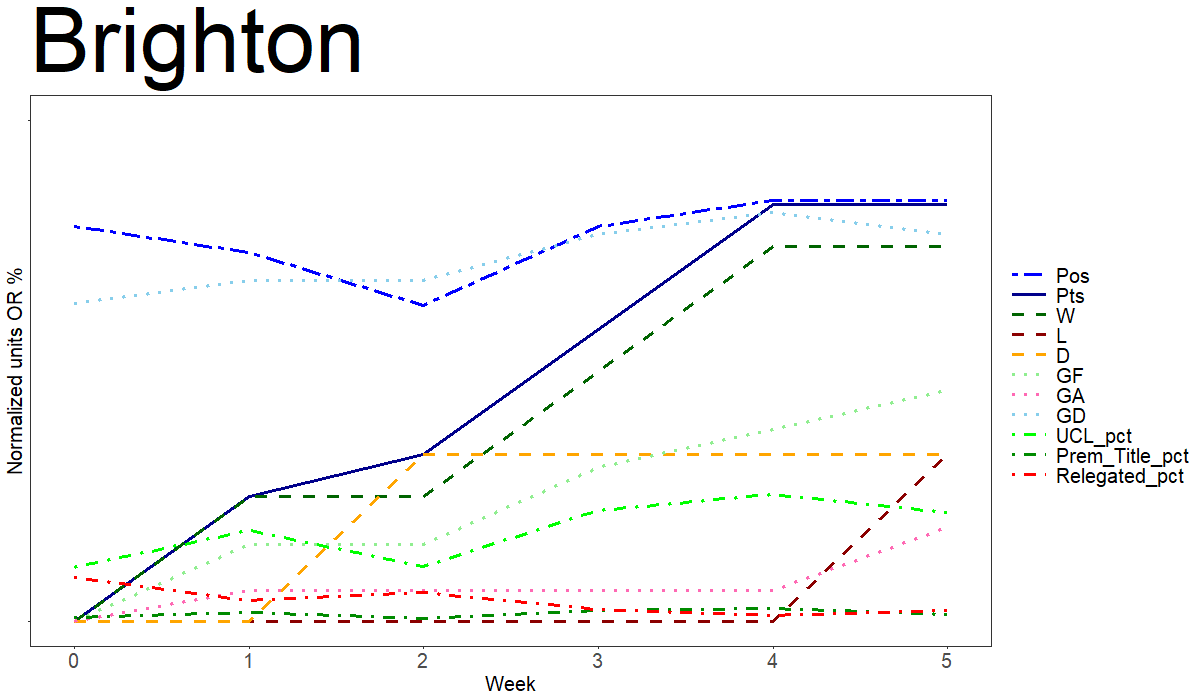 Brighton
Normalized units OR %
Pos
Pts
W
L
D
GF
GA
GD
UCL_pct
Prem_Title_pct
Relegated_pct
0 1 2 3 4 5
Week